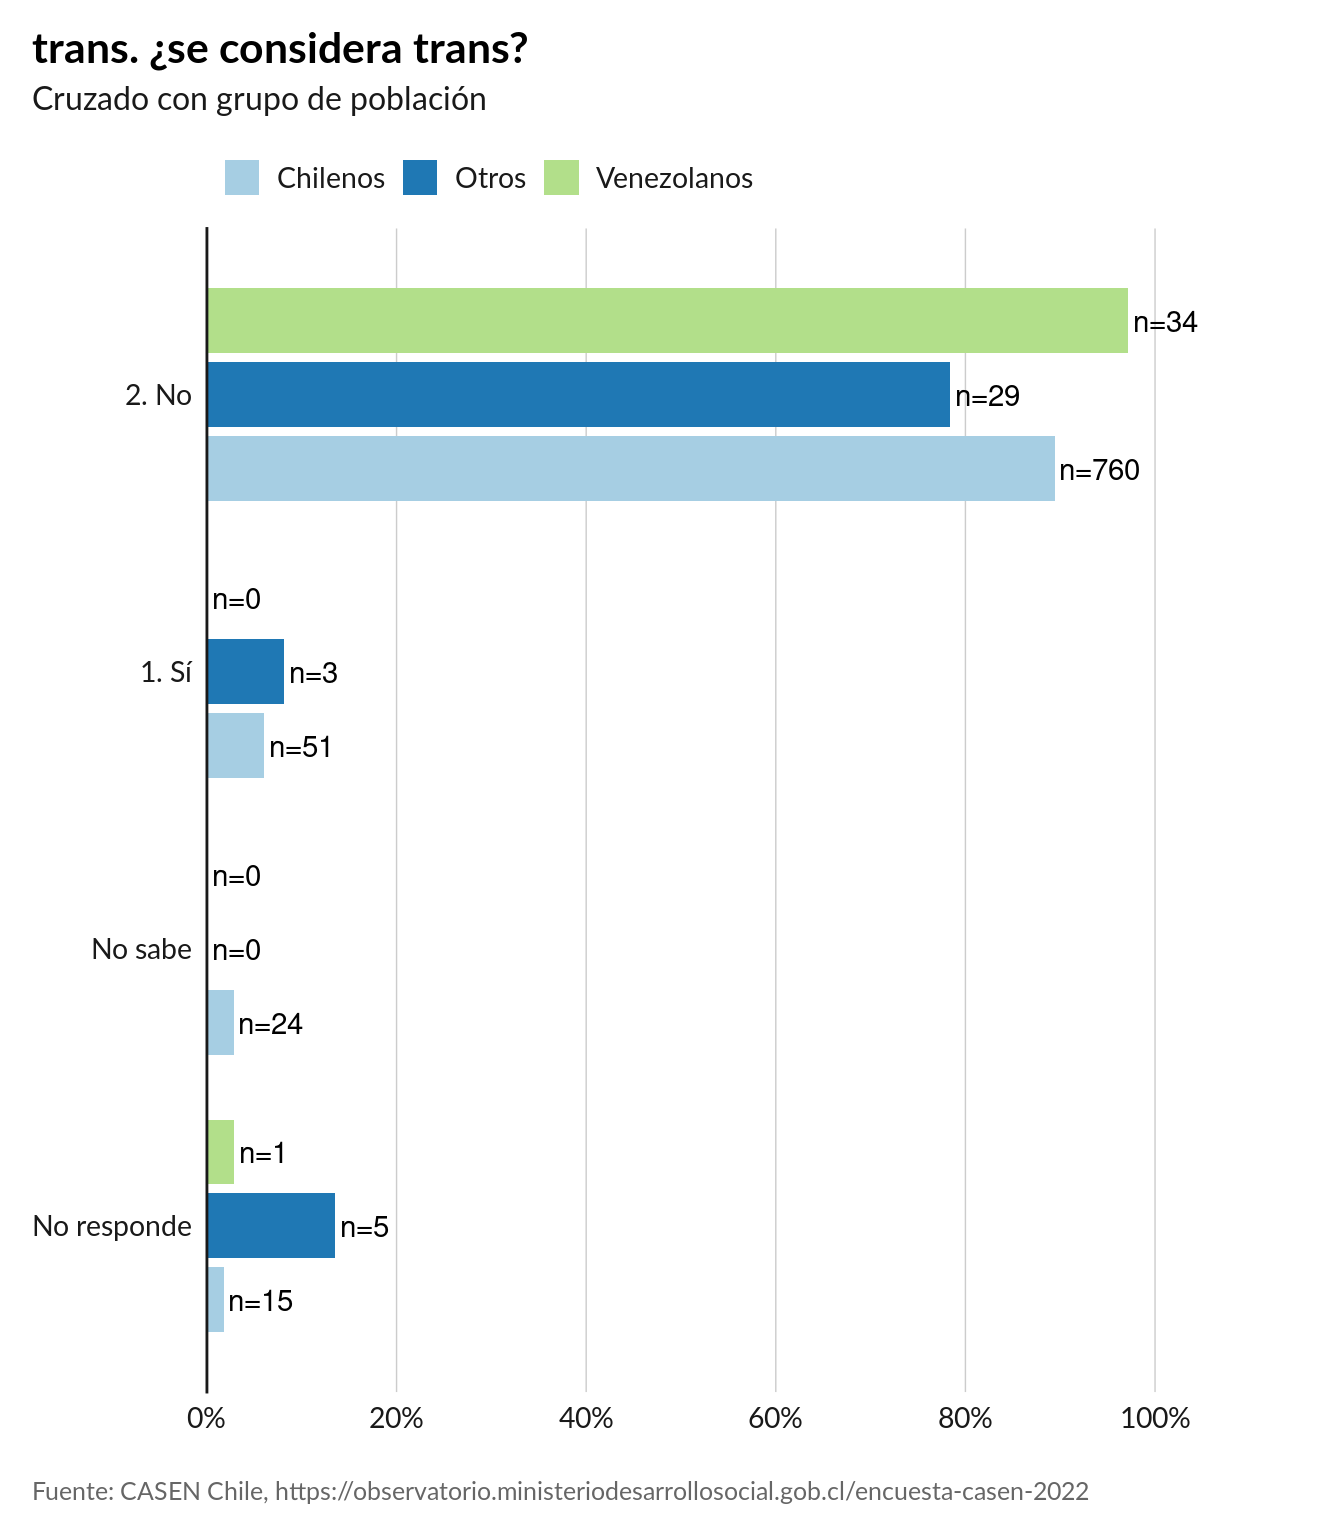 trans. ¿se considera trans?
Cruzado con grupo de población
Chilenos Otros Venezolanos
n=34
2. No n=29
n=760
n=0
1. Sí n=3
n=51
n=0
No sabe n=0
n=24
n=1
No responde n=5
n=15
0% 20% 40% 60% 80% 100%
Fuente: CASEN Chile, https://observatorio.ministeriodesarrollosocial.gob.cl/encuesta-casen-2022